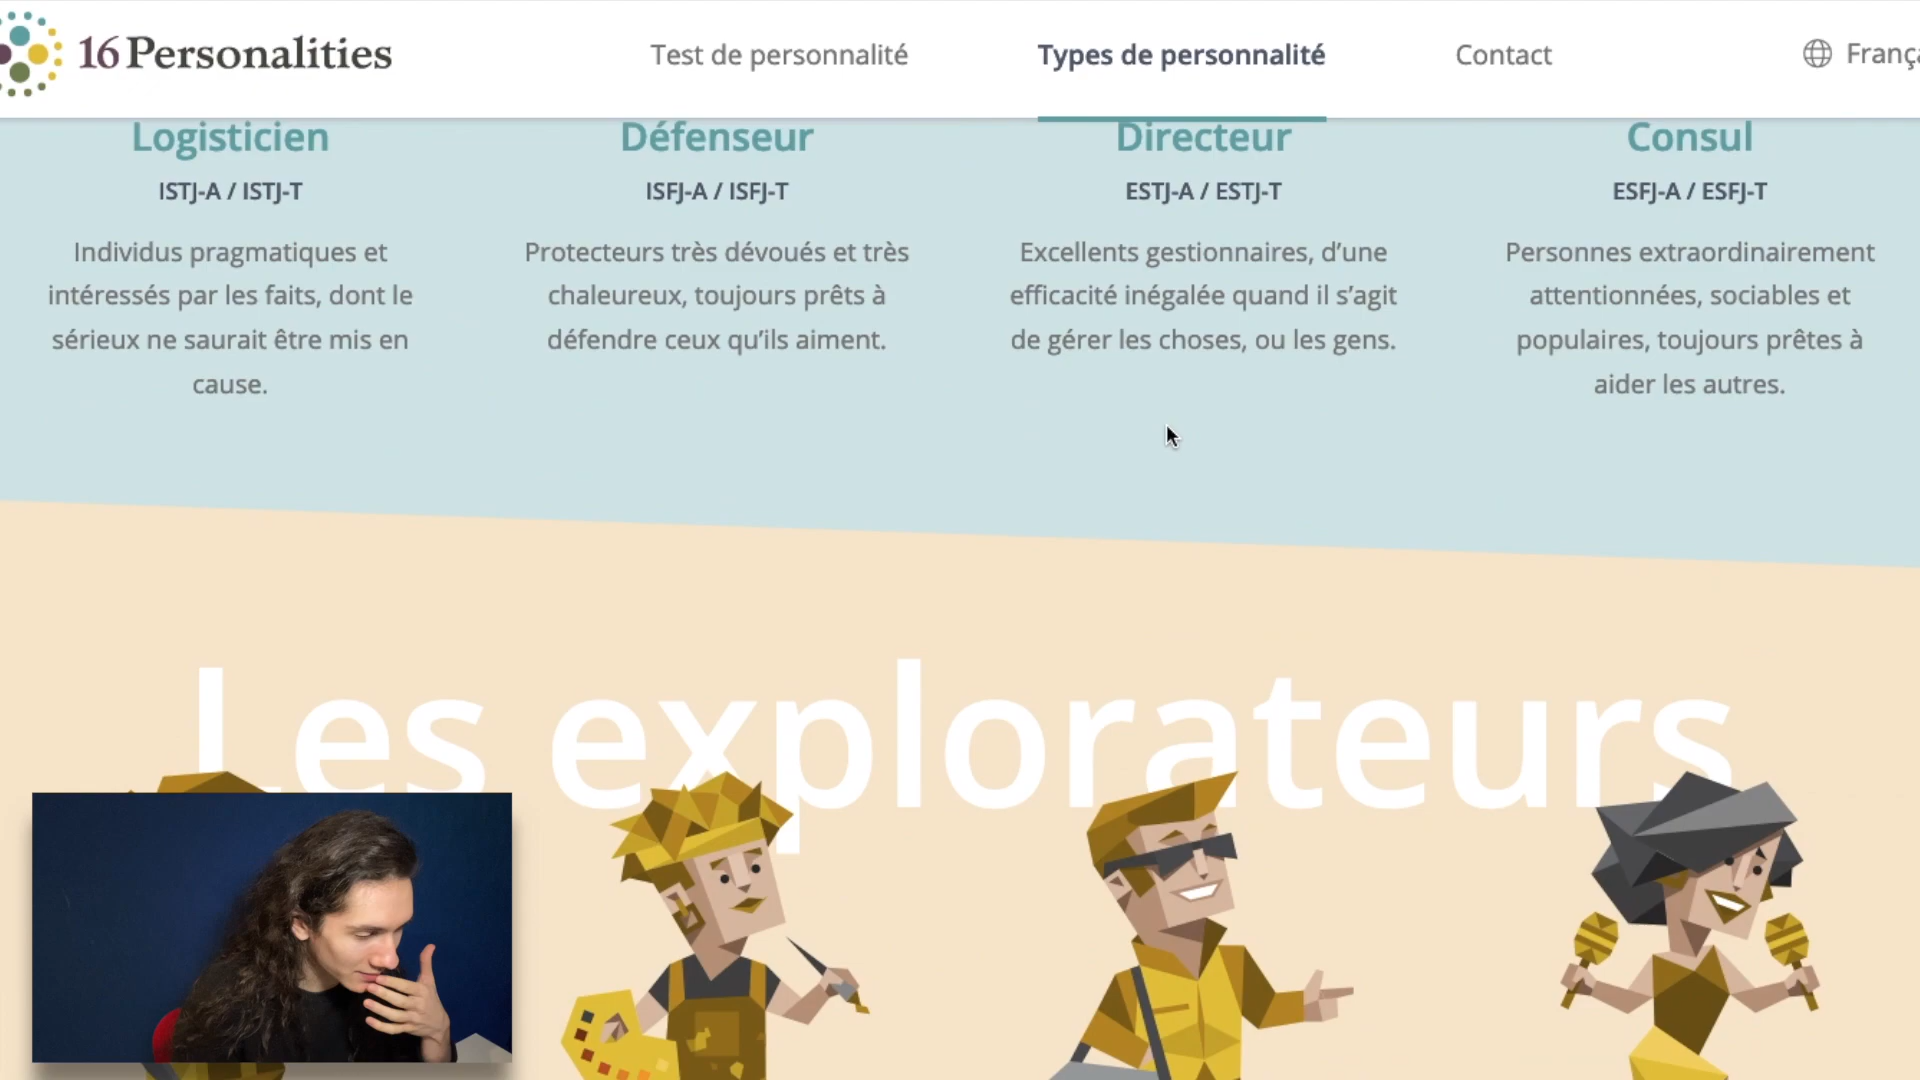 16Personalities
Test de personnalité
Types de personnalité
Contact
Logisticien
ISTJ-A / ISTJ-T
Individus pragmatiques et
intéressés par les faits, dont le
sérieux ne saurait être mis en
cause.
Défenseur
ISFJ-A / ISFJ-T
Protecteurs très dévoués et très
chaleureux, toujours prêts à
défendre ceux qu’ils aiment.
Directeur
ESTJ-A / ESTJ-T
Excellents gestionnaires, d’une
efficacité inégalée quand il s’agit
de gérer les choses, ou les gens.
Consul
ESFJ-A / ESFJ-T
Personnes extraordinairement
attentionnées, sociables et
populaires, toujours prêtes à
aider les autres.
Les explorateurs